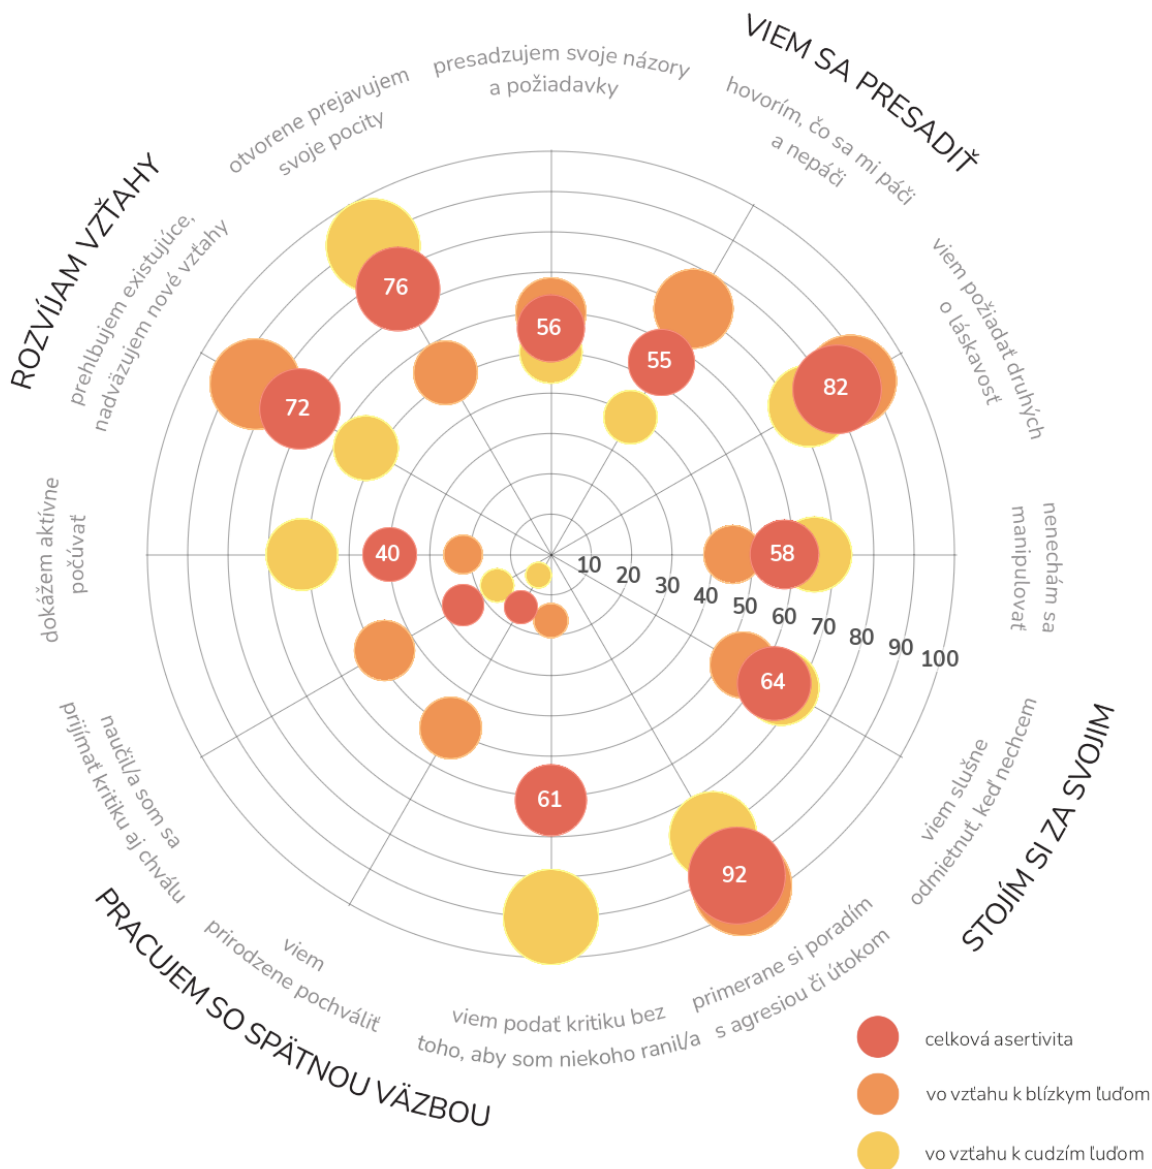 VIEM SA PRESADIŤ
presadzujem svoje názory
a požiadavky
hovorím, čo sa mi páči
a nepáči
viem požiadať druhých
o láskavosť
STOJÍM SI ZA SVOJIM
nenechám sa
manipulovať
viem slušne
odmietnuť, keď nechcem
primerane si poradím
s agresiou či útokom
PRACUJEM SO SPÄTNOU VÄZBOU
viem podať kritiku bez
toho, aby som niekoho ranil/a
viem
prirodzene pochváliť
naučil/a som sa
prijímať kritiku aj chválu
ROZVÍJAM VZŤAHY
dokážem aktívne
počúvať
prehlbujem existujúce,
nadväzujem nové vzťahy
otvorene prejavujem
svoje pocity
56
55
82
58
64
92
61
40
72
76
10
20
30
40
50
60
70
80
90
100
celková asertivita
vo vzťahu k blízkym ľuďom
vo vzťahu k cudzím ľuďom